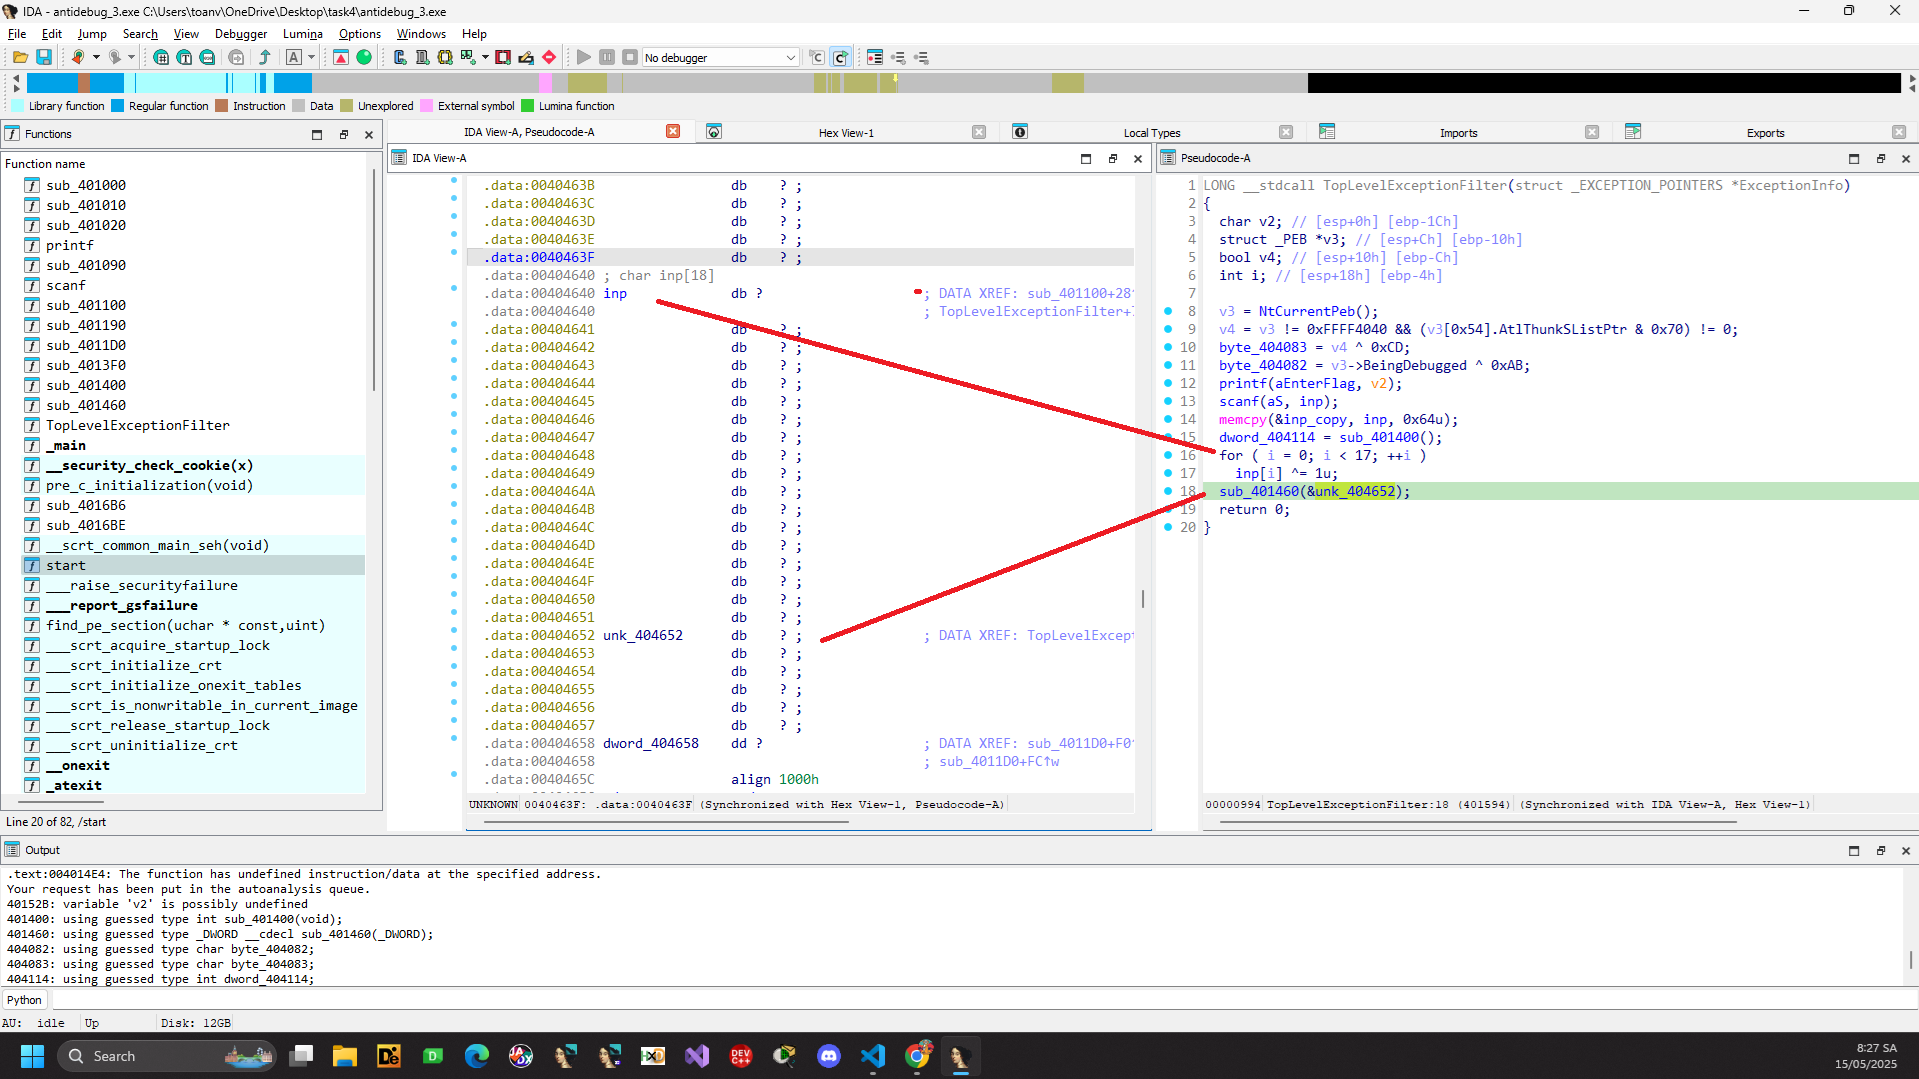 IDA - antidebug_3.exe C:\Users\toanv\OneDrive\Desktop\task4\antidebug_3.exe
File Edit Jump Search View Debugger Lumina Options Windows Help
No debugger
Library function Regular function Instruction Data Unexplored External symbol Lumina function
Functions
Function name
sub_401000
sub_401010
sub_401020
printf
sub_401090
scanf
sub_401100
sub_401190
sub_4011D0
sub_4013F0
sub_401400
sub_401460
TopLevelExceptionFilter
_main
__security_check_cookie(x)
pre_c_initialization(void)
sub_4016B6
sub_4016BE
__scrt_common_main_seh(void)
start
___raise_securityfailure
___report_gsfailure
find_pe_section(uchar * const,uint)
___scrt_acquire_startup_lock
___scrt_initialize_crt
___scrt_initialize_onexit_tables
___scrt_is_nonwritable_in_current_image
___scrt_release_startup_lock
___scrt_uninitialize_crt
__onexit
_atexit
Line 20 of 82, /start
IDA View-A, Pseudocode-A
Hex View-1
Local Types
Imports
Exports
IDA View-A
.data:0040463B db ? ;
.data:0040463C db ? ;
.data:0040463D db ? ;
.data:0040463E db ? ;
.data:0040463F db ? ;
.data:00404640 ; char inp[18]
.data:00404640 inp db ? ; DATA XREF: sub_401100+28↑
.data:00404640 ; TopLevelExceptionFilter+
.data:00404641 db ? ;
.data:00404642 db ? ;
.data:00404643 db ? ;
.data:00404644 db ? ;
.data:00404645 db ? ;
.data:00404646 db ? ;
.data:00404647 db ? ;
.data:00404648 db ? ;
.data:00404649 db ? ;
.data:0040464A db ? ;
.data:0040464B db ? ;
.data:0040464C db ? ;
.data:0040464D db ? ;
.data:0040464E db ? ;
.data:0040464F db ? ;
.data:00404650 db ? ;
.data:00404651 db ? ;
.data:00404652 unk_404652 db ? ; ; DATA XREF: TopLevelExcept
.data:00404653 db ? ;
.data:00404654 db ? ;
.data:00404655 db ? ;
.data:00404656 db ? ;
.data:00404657 db ? ;
.data:00404658 dword_404658 dd ? ; DATA XREF: sub_4011D0+F0↑
.data:00404658 ; sub_4011D0+FC↑w
.data:0040465C align 1000h
UNKNOWN 0040463F: .data:0040463F (Synchronized with Hex View-1, Pseudocode-A)
Pseudocode-A
1 LONG __stdcall TopLevelExceptionFilter(struct _EXCEPTION_POINTERS *ExceptionInfo)
2 {
3 char v2; // [esp+0h] [ebp-1Ch]
4 struct _PEB *v3; // [esp+Ch] [ebp-10h]
5 bool v4; // [esp+10h] [ebp-Ch]
6 int i; // [esp+18h] [ebp-4h]
7
8 v3 = NtCurrentPeb();
9 v4 = v3 != 0xFFFF4040 && (v3[0x54].AtlThunkSListPtr & 0x70) != 0;
10 byte_404083 = v4 ^ 0xCD;
11 byte_404082 = v3->BeingDebugged ^ 0xAB;
12 printf(aEnterFlag, v2);
13 scanf(aS, inp);
14 memcpy(&inp_copy, inp, 0x64u);
15 dword_404114 = sub_401400();
16 for ( i = 0; i < 17; ++i )
17 inp[i] ^= 1u;
18 sub_401460(&unk_404652);
19 return 0;
20 }
00000994 TopLevelExceptionFilter:18 (401594) (Synchronized with IDA View-A, Hex View-1)
Output
.text:004014E4: The function has undefined instruction/data at the specified address.
Your request has been put in the autoanalysis queue.
40152B: variable 'v2' is possibly undefined
401400: using guessed type int sub_401400(void);
401460: using guessed type _DWORD __cdecl sub_401460(_DWORD);
404082: using guessed type char byte_404082;
404083: using guessed type char byte_404083;
404114: using guessed type int dword_404114;
Python
AU: idle Up Disk: 12GB
Search
8:27 SA
15/05/2025